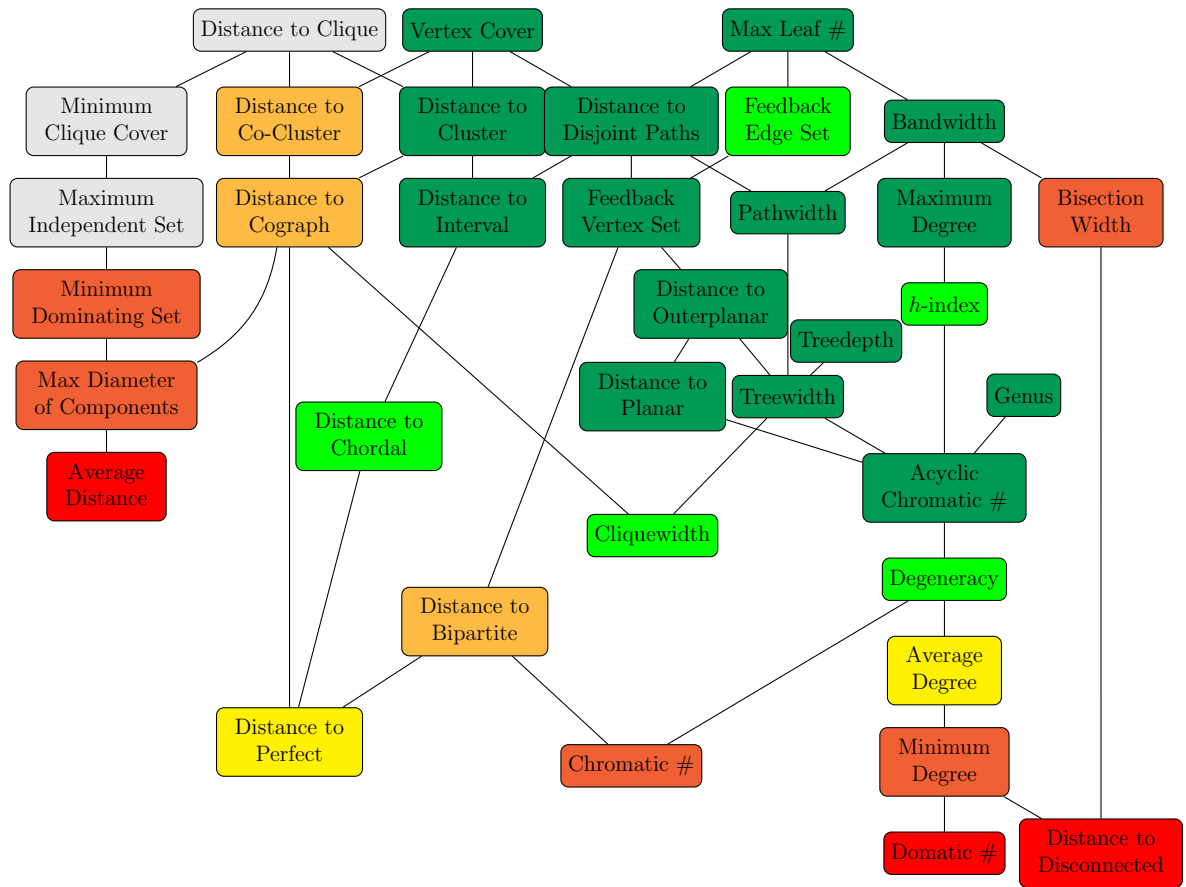 Distance to Clique
Vertex Cover
Max Leaf #
Minimum
Clique Cover
Distance to
Co-Cluster
Distance to
Cluster
Distance to
Disjoint Paths
Feedback
Edge Set
Bandwidth
Maximum
Independent Set
Distance to
Cograph
Distance to
Interval
Feedback
Vertex Set
Pathwidth
Maximum
Degree
Bisection
Width
Minimum
Dominating Set
Distance to
Outerplanar
h-index
Treedepth
Max Diameter
of Components
Distance to
Planar
Treewidth
Genus
Distance to
Chordal
Average
Distance
Acyclic
Chromatic #
Cliquewidth
Degeneracy
Distance to
Bipartite
Average
Degree
Distance to
Perfect
Chromatic #
Minimum
Degree
Domatic #
Distance to
Disconnected